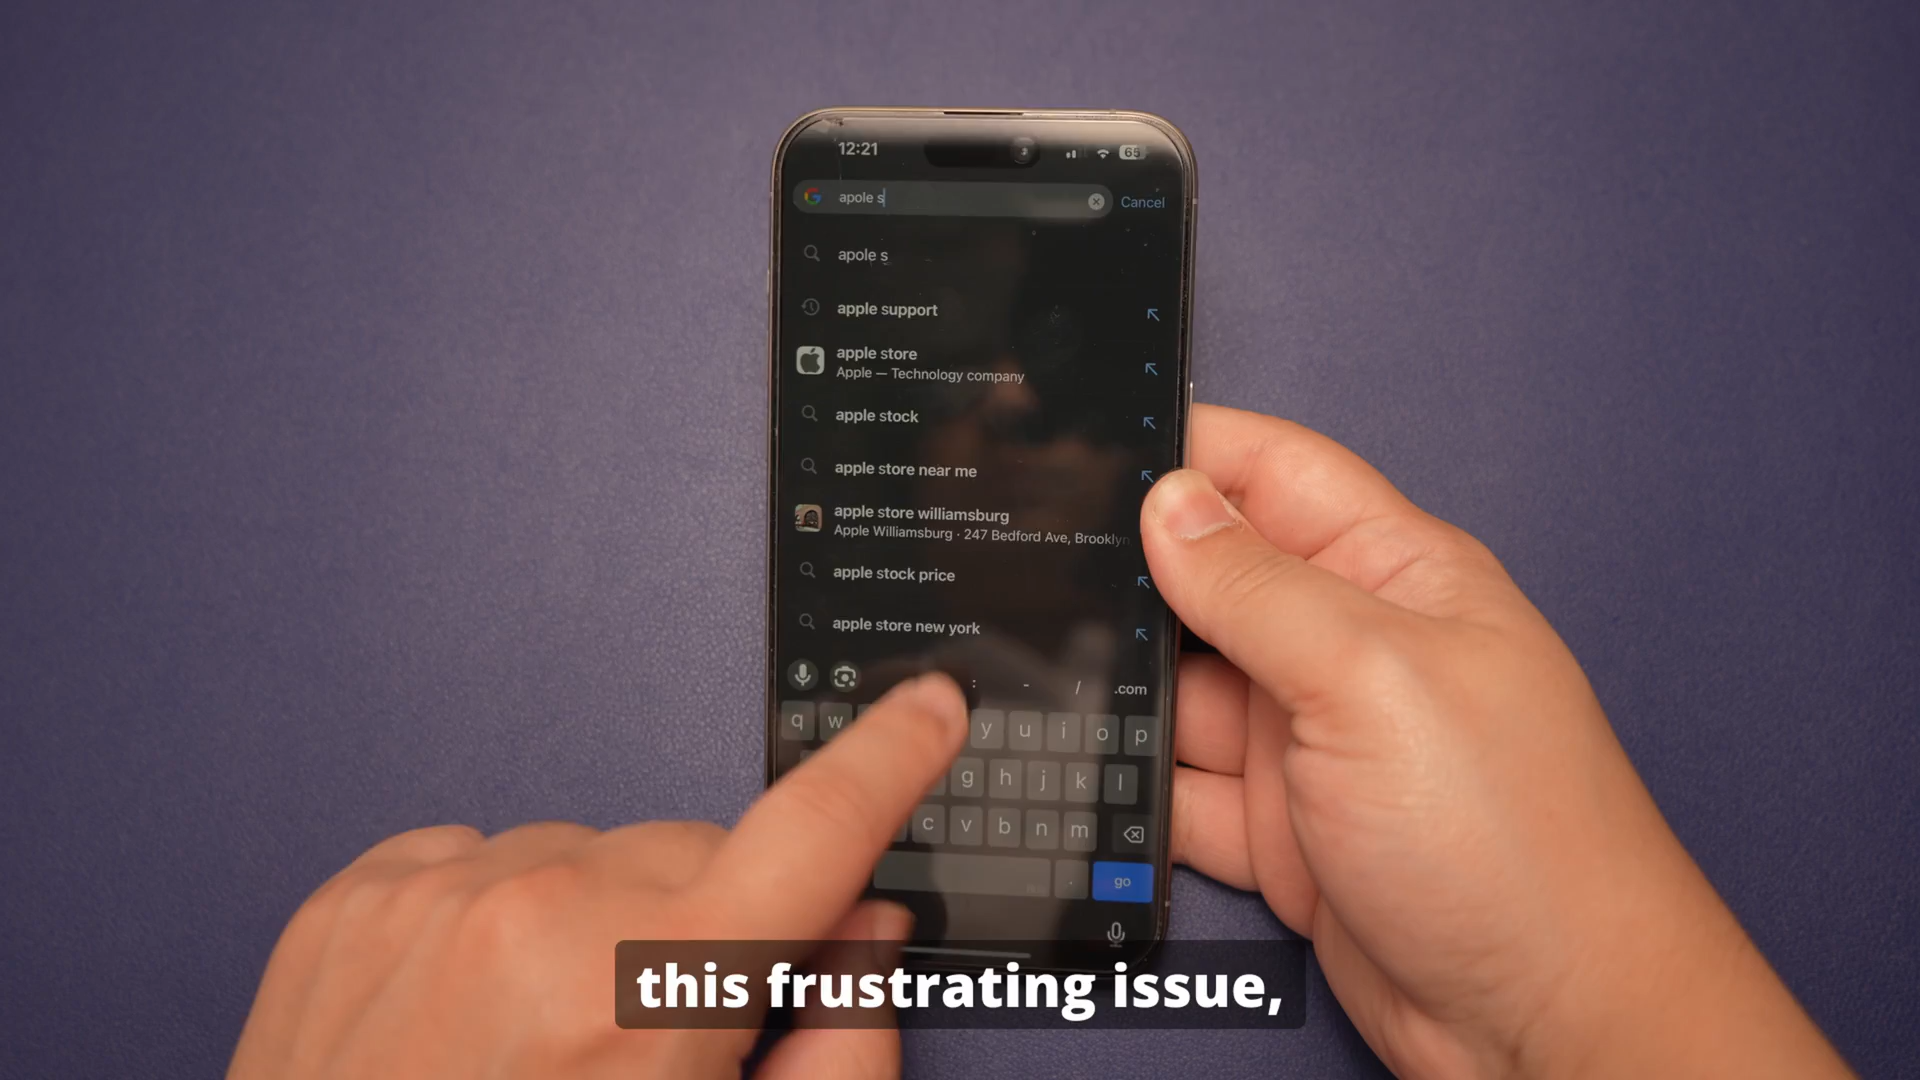 12:21
65
apole s
Cancel
apole s
apple support
apple store
Apple — Technology company
apple stock
apple store near me
apple store williamsburg
Apple Williamsburg · 247 Bedford Ave, Brooklyn
apple stock price
apple store new york
: - / .com
q w y u i o p
g h j k l
c v b n m
. go
this frustrating issue,